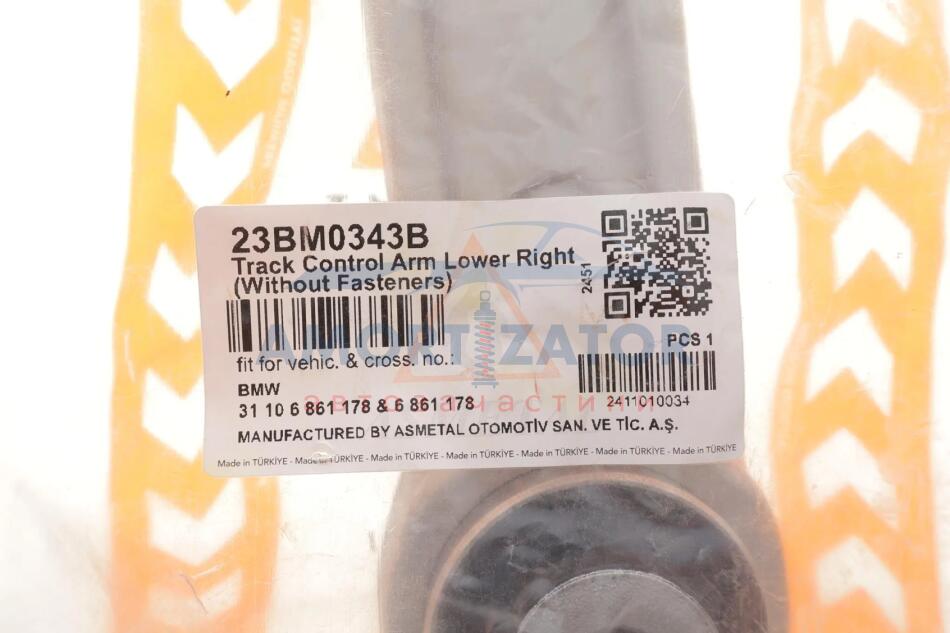 23BM0343B
Track Control Arm Lower Right
(Without Fasteners)
2451
fit for vehic. & cross. no.:
PCS 1
BMW
31 10 6 861 178 & 6 861 178
2411010034
MANUFACTURED BY ASMETAL OTOMOTİV SAN. VE TİC. A.Ş.
Made in TÜRKİYE - Made in TÜRKİYE - Made in TÜRKİYE - Made in TÜRKİYE - Made in TÜRKİYE - Made in TÜRKİYE - Made in TÜRKİYE
AMORTIZATOR
автозапчастини